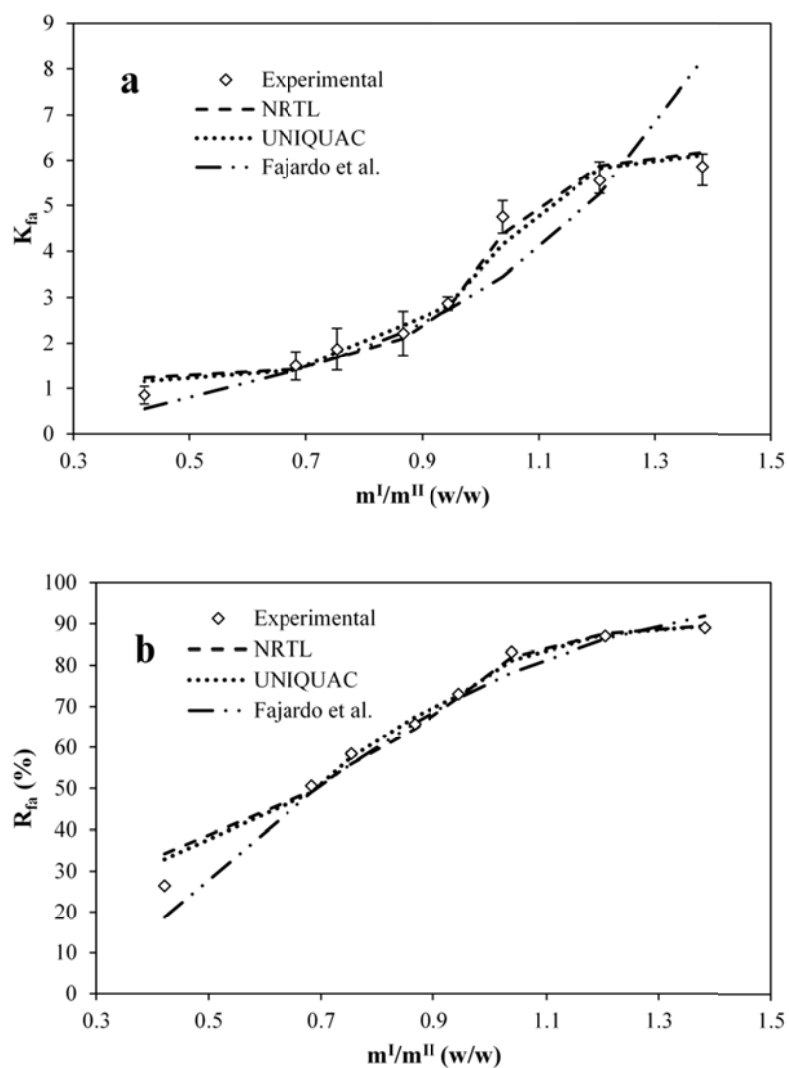 9
8
7
6
5
4
3
2
1
0
K_fa
a
Experimental
NRTL
UNIQUAC
Fajardo et al.
0.3 0.5 0.7 0.9 1.1 1.3 1.5
m^I/m^II (w/w)
100
90
80
70
60
50
40
30
20
10
0
R_fa (%)
b
Experimental
NRTL
UNIQUAC
Fajardo et al.
0.3 0.5 0.7 0.9 1.1 1.3 1.5
m^I/m^II (w/w)